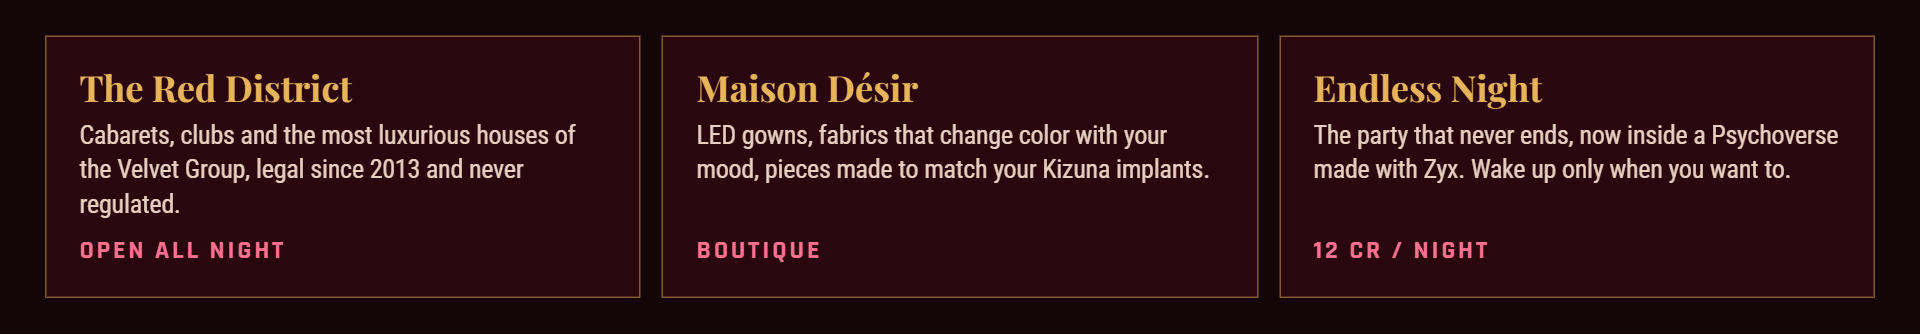 The Red District
Cabarets, clubs and the most luxurious houses of
the Velvet Group, legal since 2013 and never
regulated.
OPEN ALL NIGHT
Maison Désir
LED gowns, fabrics that change color with your
mood, pieces made to match your Kizuna implants.
BOUTIQUE
Endless Night
The party that never ends, now inside a Psychoverse
made with Zyx. Wake up only when you want to.
12 CR / NIGHT